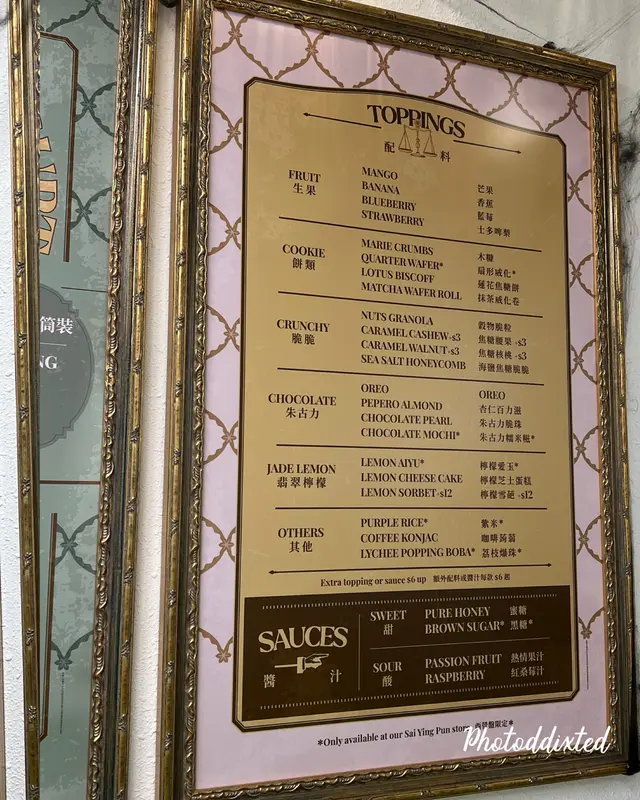 TOPPINGS
配 料
FRUIT
生果
MANGO 芒果
BANANA 香蕉
BLUEBERRY 藍莓
STRAWBERRY 士多啤梨
COOKIE
餅類
MARIE CRUMBS 木糠
QUARTER WAFER* 扇形威化*
LOTUS BISCOFF 蓮花焦糖餅
MATCHA WAFER ROLL 抹茶威化卷
CRUNCHY
脆脆
NUTS GRANOLA 穀物脆粒
CARAMEL CASHEW +$3 焦糖腰果 +$3
CARAMEL WALNUT +$3 焦糖核桃 +$3
SEA SALT HONEYCOMB 海鹽焦糖脆脆
CHOCOLATE
朱古力
OREO OREO
PEPERO ALMOND 杏仁百力滋
CHOCOLATE PEARL 朱古力脆珠
CHOCOLATE MOCHI* 朱古力糯米糍*
JADE LEMON
翡翠檸檬
LEMON AIYU* 檸檬愛玉*
LEMON CHEESE CAKE 檸檬芝士蛋糕
LEMON SORBET +$12 檸檬雪葩 +$12
OTHERS
其他
PURPLE RICE* 紫米*
COFFEE KONJAC 咖啡蒟蒻
LYCHEE POPPING BOBA* 荔枝爆珠*
Extra topping or sauce $6 up 額外配料或醬汁每款 $6 起
SAUCES
醬 汁
SWEET
甜
PURE HONEY 蜜糖
BROWN SUGAR* 黑糖*
SOUR
酸
PASSION FRUIT 熱情果汁
RASPBERRY 紅桑莓汁
*Only available at our Sai Ying Pun store 西營盤限定*
Photoddixted
筒裝
NG